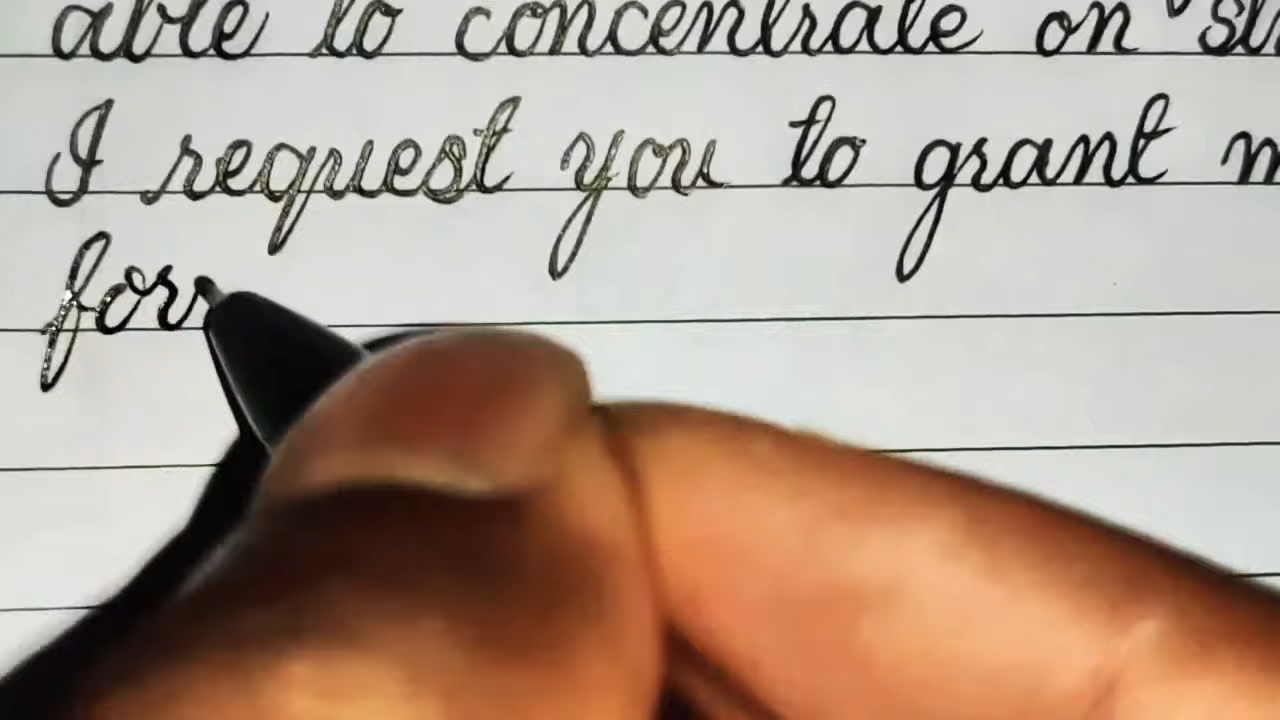 able to concentrate on
I request you to grant
for